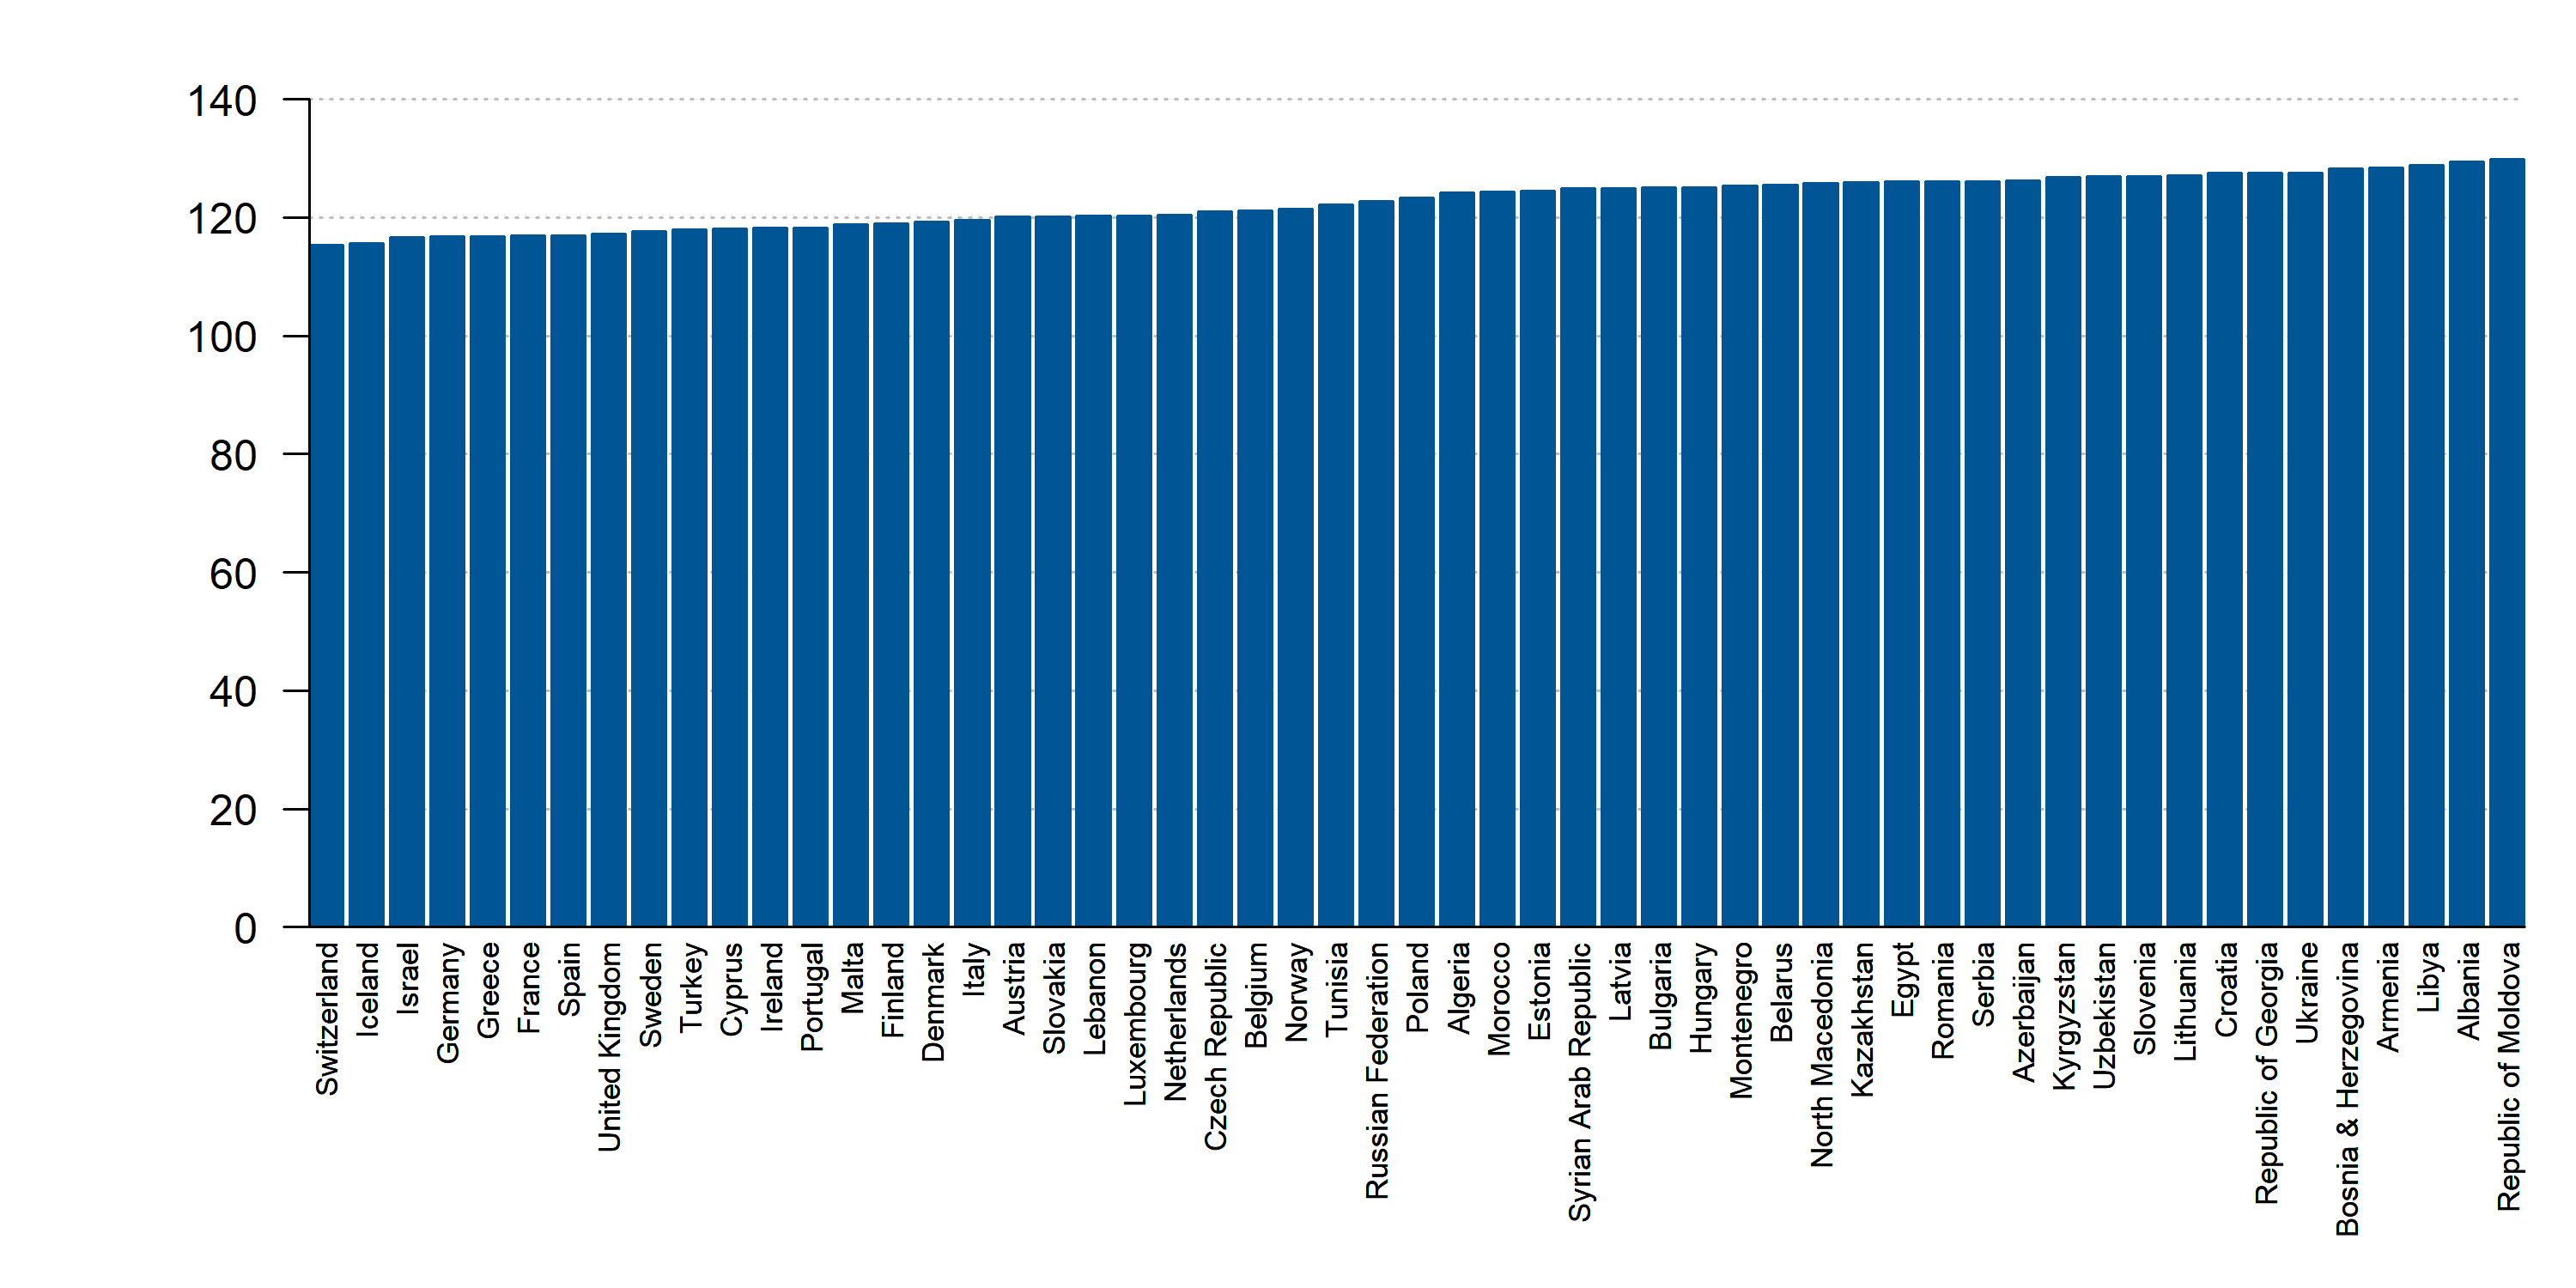 140
120
100
80
60
40
20
0
Switzerland
Iceland
Israel
Germany
Greece
France
Spain
United Kingdom
Sweden
Turkey
Cyprus
Ireland
Portugal
Malta
Finland
Denmark
Italy
Austria
Slovakia
Lebanon
Luxembourg
Netherlands
Czech Republic
Belgium
Norway
Tunisia
Russian Federation
Poland
Algeria
Morocco
Estonia
Syrian Arab Republic
Latvia
Bulgaria
Hungary
Montenegro
Belarus
North Macedonia
Kazakhstan
Egypt
Romania
Serbia
Azerbaijan
Kyrgyzstan
Uzbekistan
Slovenia
Lithuania
Croatia
Republic of Georgia
Ukraine
Bosnia & Herzegovina
Armenia
Libya
Albania
Republic of Moldova